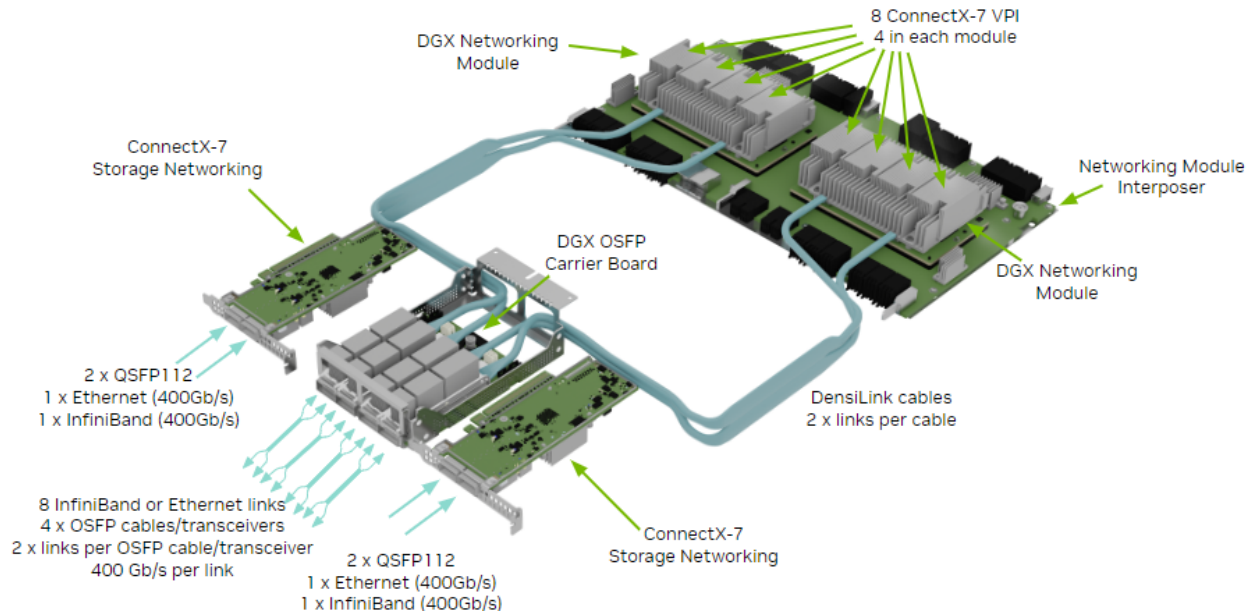 8 ConnectX-7 VPI
4 in each module
DGX Networking
Module
ConnectX-7
Storage Networking
Networking Module
Interposer
DGX OSFP
Carrier Board
DGX Networking
Module
2 x QSFP112
1 x Ethernet (400Gb/s)
1 x InfiniBand (400Gb/s)
DensiLink cables
2 x links per cable
8 InfiniBand or Ethernet links
4 x OSFP cables/transceivers
2 x links per OSFP cable/transceiver
400 Gb/s per link
ConnectX-7
Storage Networking
2 x QSFP112
1 x Ethernet (400Gb/s)
1 x InfiniBand (400Gb/s)